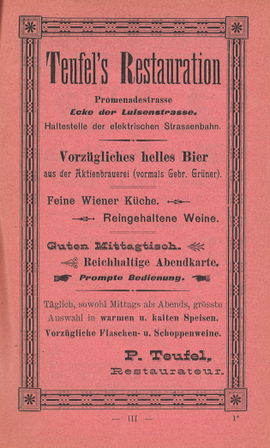 Teufel's Restauration
Promenadestrasse
Ecke der Luisenstrasse.
Haltestelle der elektrischen Strassenbahn.
Vorzügliches helles Bier
aus der Aktienbrauerei (vormals Gebr. Grüner).
Feine Wiener Küche.
Reingehaltene Weine.
Guten Mittagtisch.
Reichhaltige Abendkarte.
Prompte Bedienung.
Täglich, sowohl Mittags als Abends, grösste
Auswahl in warmen u. kalten Speisen.
Vorzügliche Flaschen- u. Schoppenweine.
P. Teufel,
Restaurateur.
— III — 1*